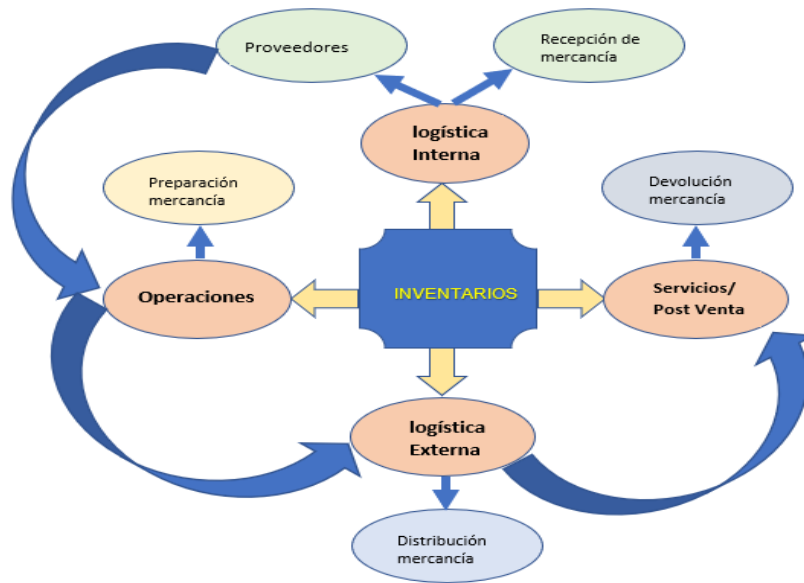 Proveedores
Recepción de
mercancía
logística
Interna
Preparación
mercancía
Devolución
mercancía
Operaciones
INVENTARIOS
Servicios/
Post Venta
logística
Externa
Distribución
mercancía